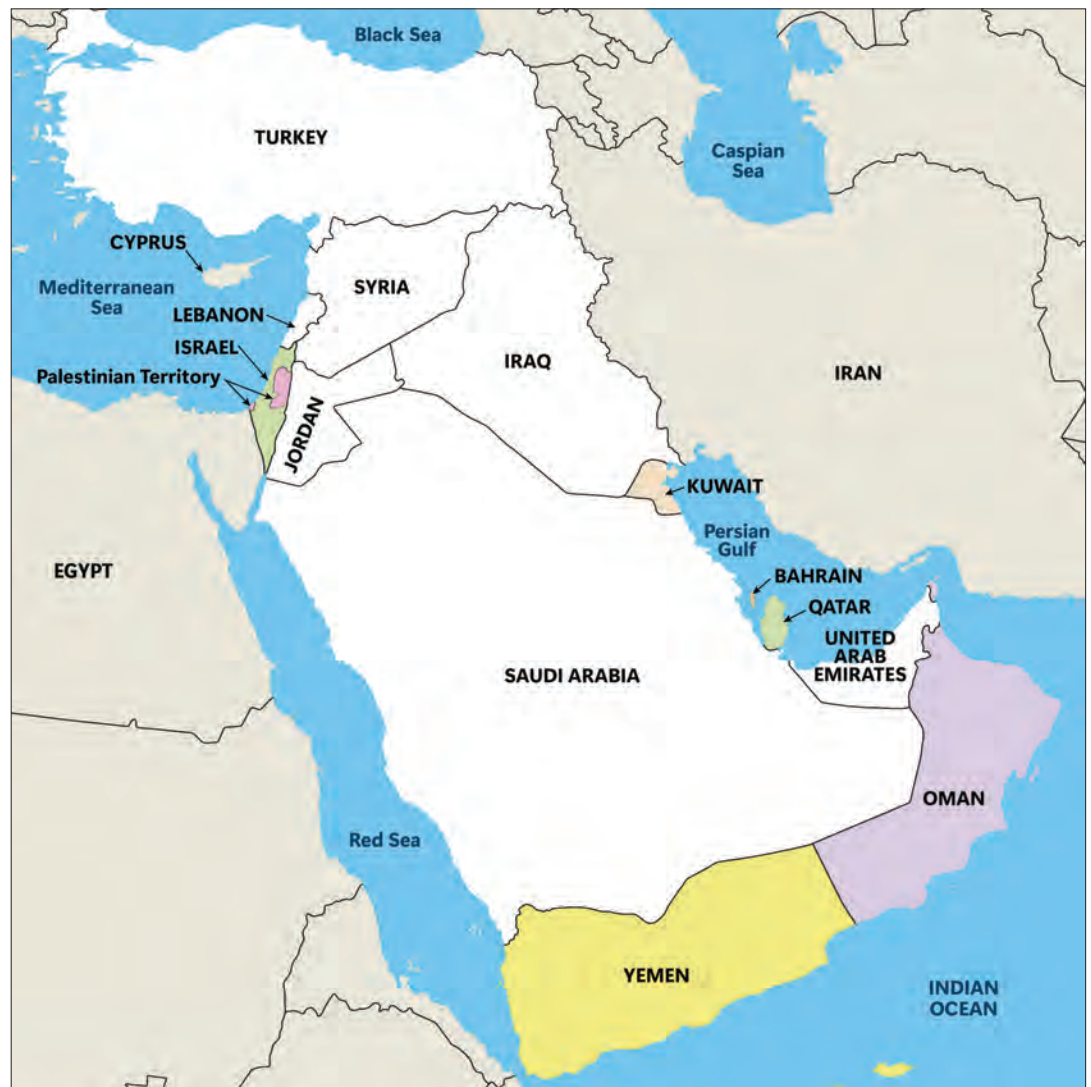 Black Sea
TURKEY
Caspian
Sea
CYPRUS
Mediterranean
Sea
SYRIA
LEBANON
ISRAEL
IRAQ
IRAN
Palestinian Territory
JORDAN
KUWAIT
Persian
Gulf
EGYPT
BAHRAIN
QATAR
UNITED
ARAB
EMIRATES
SAUDI ARABIA
OMAN
Red Sea
YEMEN
INDIAN
OCEAN